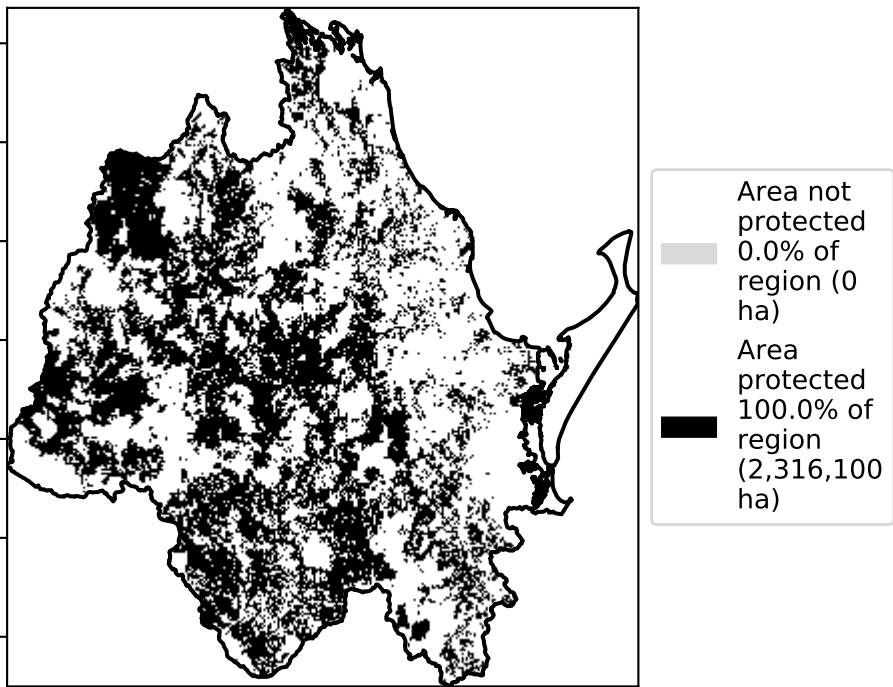 Area not
protected
0.0% of
region (0
ha)
Area
protected
100.0% of
region
(2,316,100
ha)